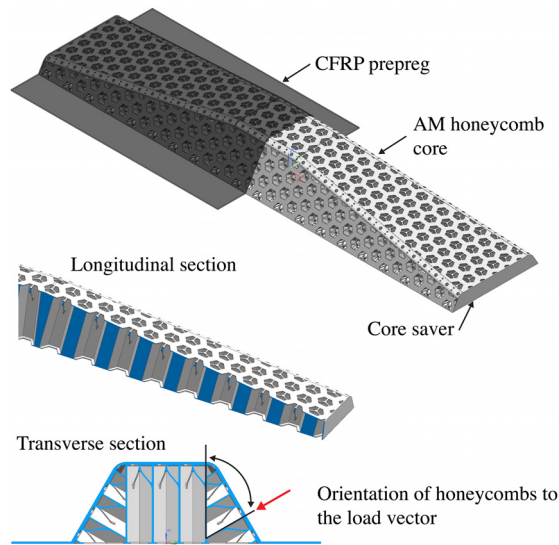 CFRP prepreg
AM honeycomb
core
Longitudinal section
Core saver
Transverse section
Orientation of honeycombs to
the load vector